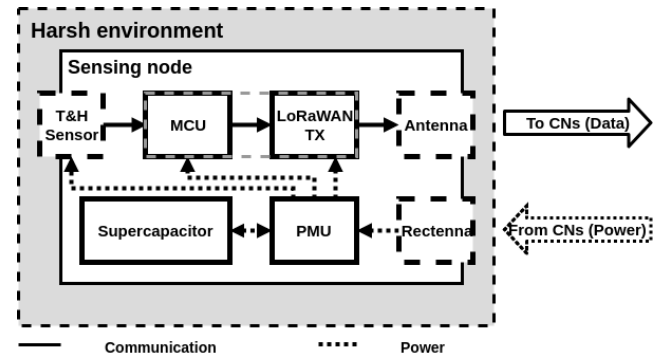 Harsh environment
Sensing node
T&H
Sensor
MCU
LoRaWAN
TX
Antenna
To CNs (Data)
Supercapacitor
PMU
Rectenna
From CNs (Power)
Communication
Power